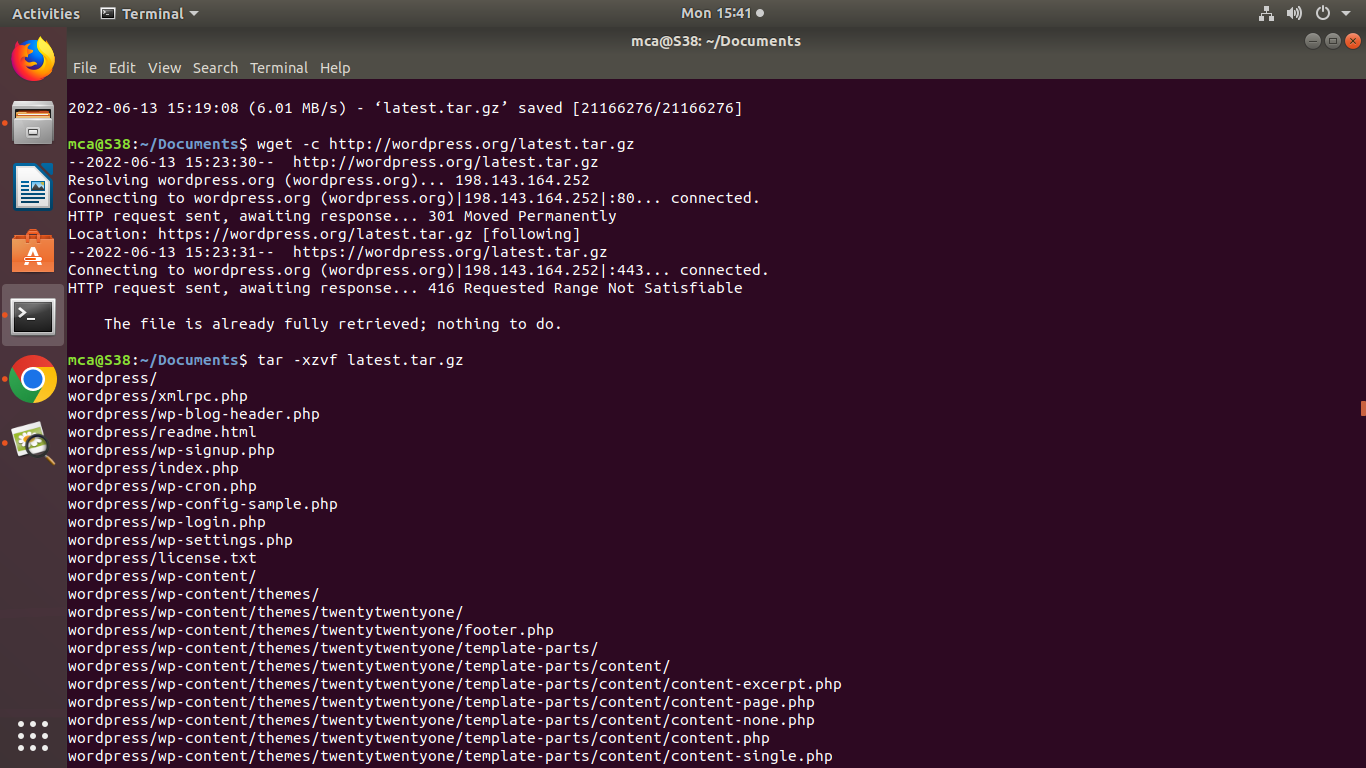 Activities Terminal Mon 15:41
mca@S38: ~/Documents
File Edit View Search Terminal Help
2022-06-13 15:19:08 (6.01 MB/s) - ‘latest.tar.gz’ saved [21166276/21166276]
mca@S38:~/Documents$ wget -c http://wordpress.org/latest.tar.gz
--2022-06-13 15:23:30--  http://wordpress.org/latest.tar.gz
Resolving wordpress.org (wordpress.org)... 198.143.164.252
Connecting to wordpress.org (wordpress.org)|198.143.164.252|:80... connected.
HTTP request sent, awaiting response... 301 Moved Permanently
Location: https://wordpress.org/latest.tar.gz [following]
--2022-06-13 15:23:31--  https://wordpress.org/latest.tar.gz
Connecting to wordpress.org (wordpress.org)|198.143.164.252|:443... connected.
HTTP request sent, awaiting response... 416 Requested Range Not Satisfiable
    The file is already fully retrieved; nothing to do.
mca@S38:~/Documents$ tar -xzvf latest.tar.gz
wordpress/
wordpress/xmlrpc.php
wordpress/wp-blog-header.php
wordpress/readme.html
wordpress/wp-signup.php
wordpress/index.php
wordpress/wp-cron.php
wordpress/wp-config-sample.php
wordpress/wp-login.php
wordpress/wp-settings.php
wordpress/license.txt
wordpress/wp-content/
wordpress/wp-content/themes/
wordpress/wp-content/themes/twentytwentyone/
wordpress/wp-content/themes/twentytwentyone/footer.php
wordpress/wp-content/themes/twentytwentyone/template-parts/
wordpress/wp-content/themes/twentytwentyone/template-parts/content/
wordpress/wp-content/themes/twentytwentyone/template-parts/content/content-excerpt.php
wordpress/wp-content/themes/twentytwentyone/template-parts/content/content-page.php
wordpress/wp-content/themes/twentytwentyone/template-parts/content/content-none.php
wordpress/wp-content/themes/twentytwentyone/template-parts/content/content.php
wordpress/wp-content/themes/twentytwentyone/template-parts/content/content-single.php